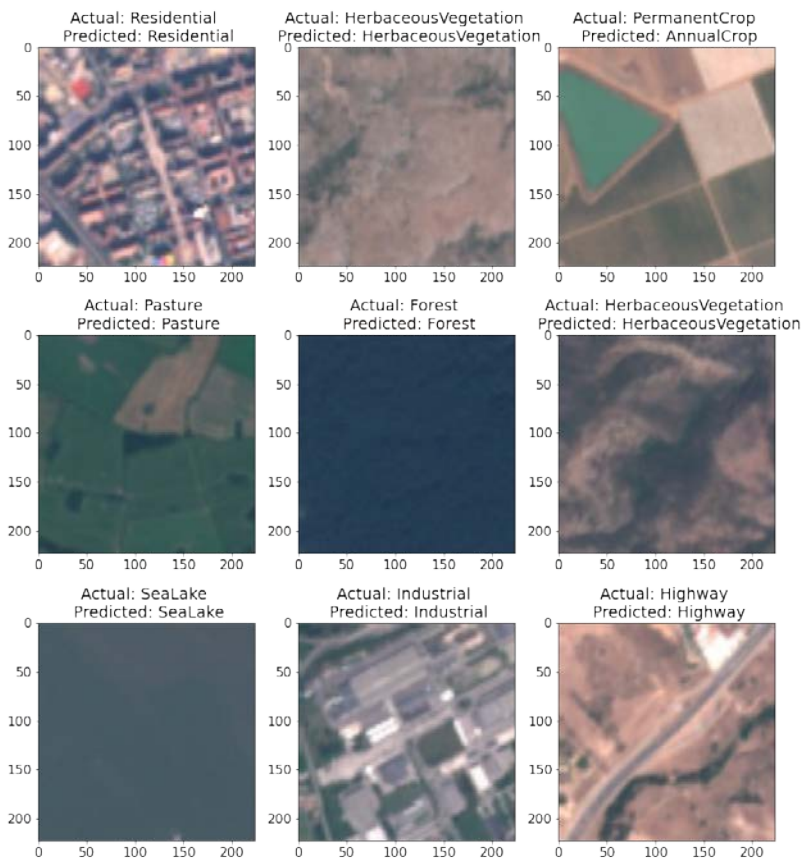 Actual: Residential
Predicted: Residential
Actual: HerbaceousVegetation
Predicted: HerbaceousVegetation
Actual: PermanentCrop
Predicted: AnnualCrop
0
50
100
150
200
0 50 100 150 200
0
50
100
150
200
0 50 100 150 200
0
50
100
150
200
0 50 100 150 200
Actual: Pasture
Predicted: Pasture
Actual: Forest
Predicted: Forest
Actual: HerbaceousVegetation
Predicted: HerbaceousVegetation
0
50
100
150
200
0 50 100 150 200
0
50
100
150
200
0 50 100 150 200
0
50
100
150
200
0 50 100 150 200
Actual: SeaLake
Predicted: SeaLake
Actual: Industrial
Predicted: Industrial
Actual: Highway
Predicted: Highway
0
50
100
150
200
0 50 100 150 200
0
50
100
150
200
0 50 100 150 200
0
50
100
150
200
0 50 100 150 200